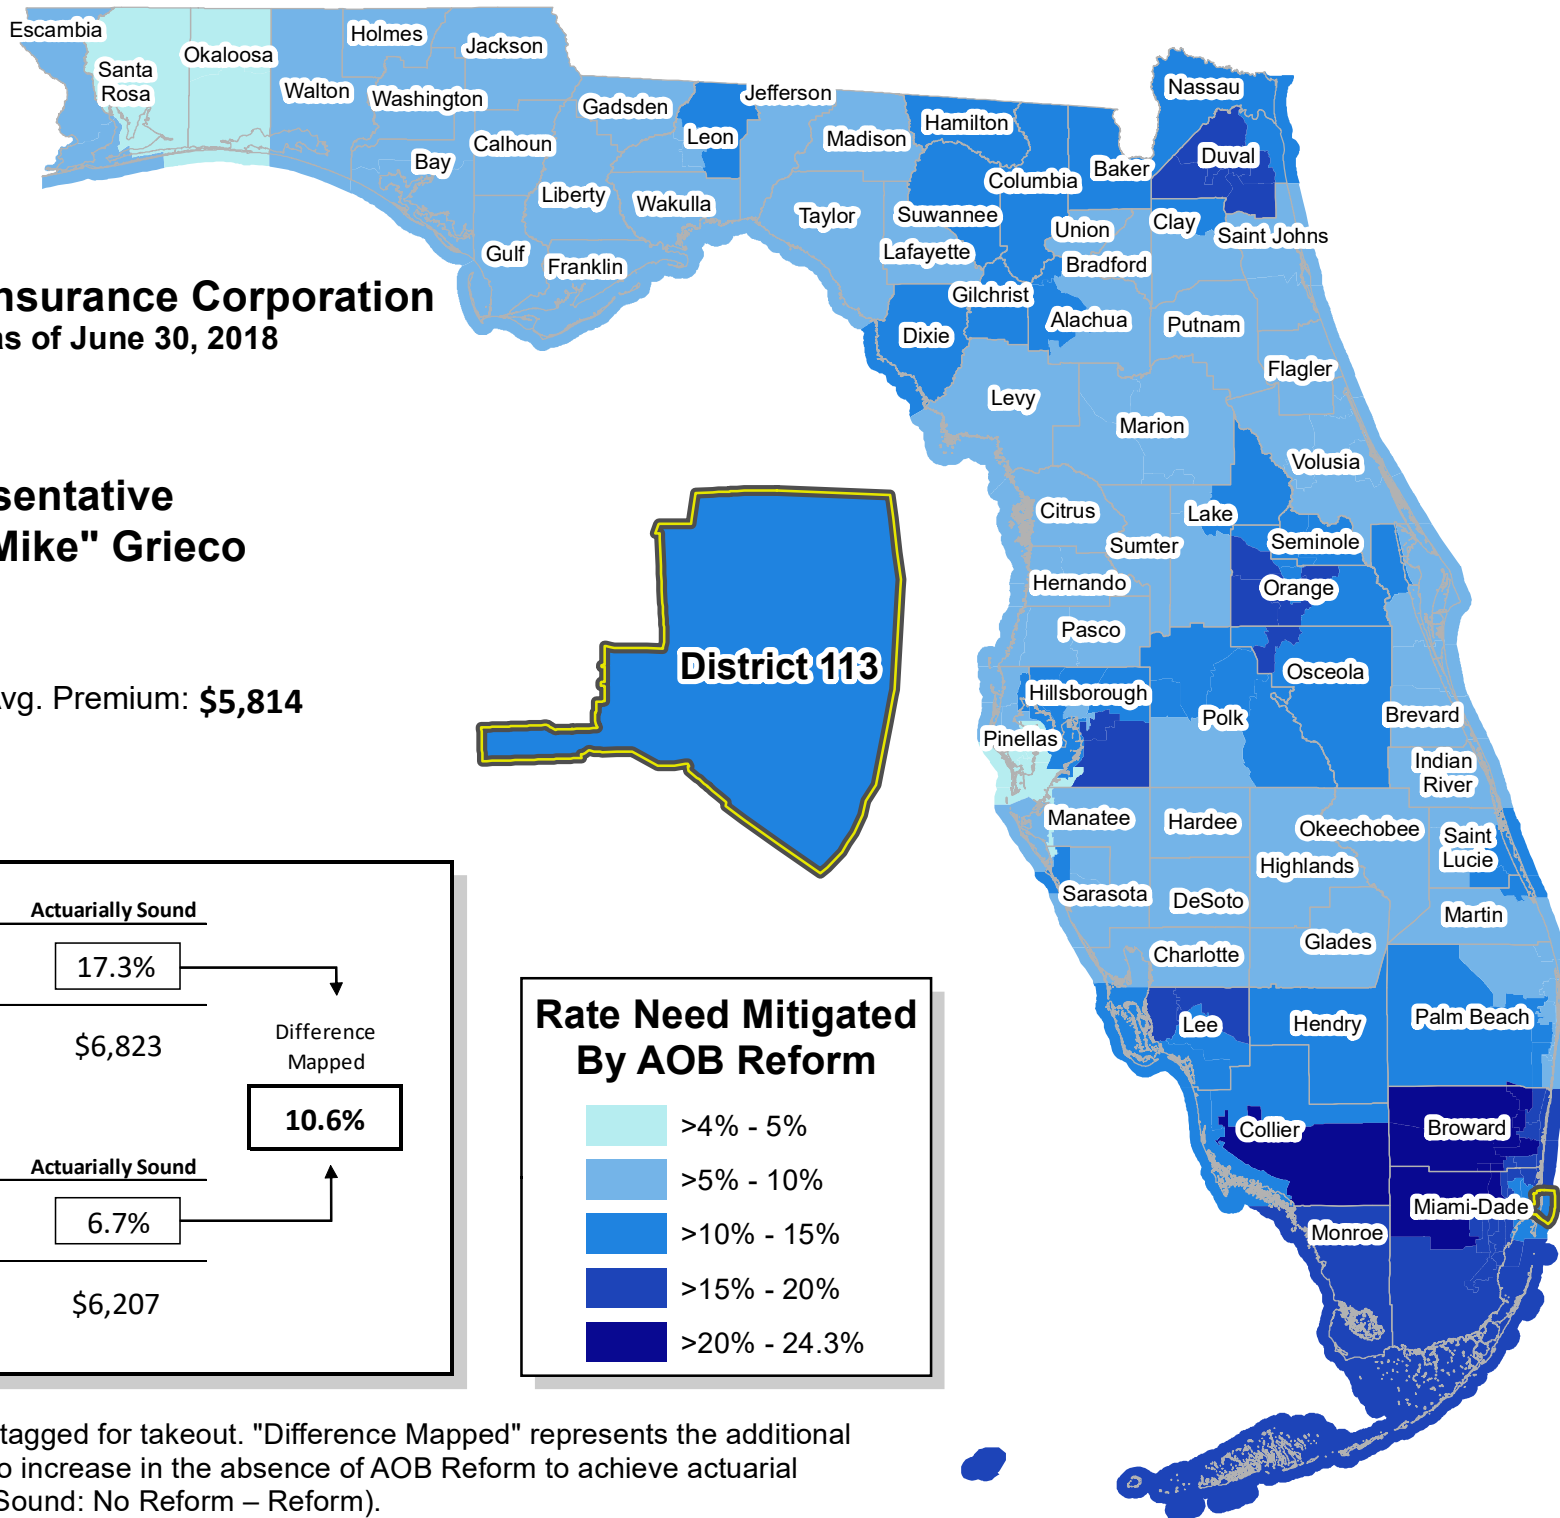 Escambia
Santa
Rosa
Okaloosa
Walton
Holmes
Washington
Jackson
Bay
Calhoun
Gulf
Liberty
Franklin
Gadsden
Wakulla
Leon
Jefferson
Madison
Taylor
Hamilton
Suwannee
Lafayette
Columbia
Baker
Nassau
Duval
Union
Clay
Saint Johns
Bradford
Gilchrist
Dixie
Alachua
Putnam
Flagler
Levy
Marion
Volusia
Citrus
Lake
Sumter
Seminole
Hernando
Orange
Pasco
Osceola
Hillsborough
Polk
Brevard
Pinellas
Indian
River
Manatee
Hardee
Okeechobee
Saint
Lucie
Highlands
Sarasota
DeSoto
Martin
Glades
Charlotte
Lee
Hendry
Palm Beach
Collier
Broward
Miami-Dade
Monroe
nsurance Corporation
as of June 30, 2018
sentative
Mike" Grieco
vg. Premium: $5,814
District 113
Actuarially Sound
17.3%
$6,823
Difference
Mapped
10.6%
Actuarially Sound
6.7%
$6,207
Rate Need Mitigated
By AOB Reform
>4% - 5%
>5% - 10%
>10% - 15%
>15% - 20%
>20% - 24.3%
tagged for takeout. "Difference Mapped" represents the additional
o increase in the absence of AOB Reform to achieve actuarial
Sound: No Reform – Reform).